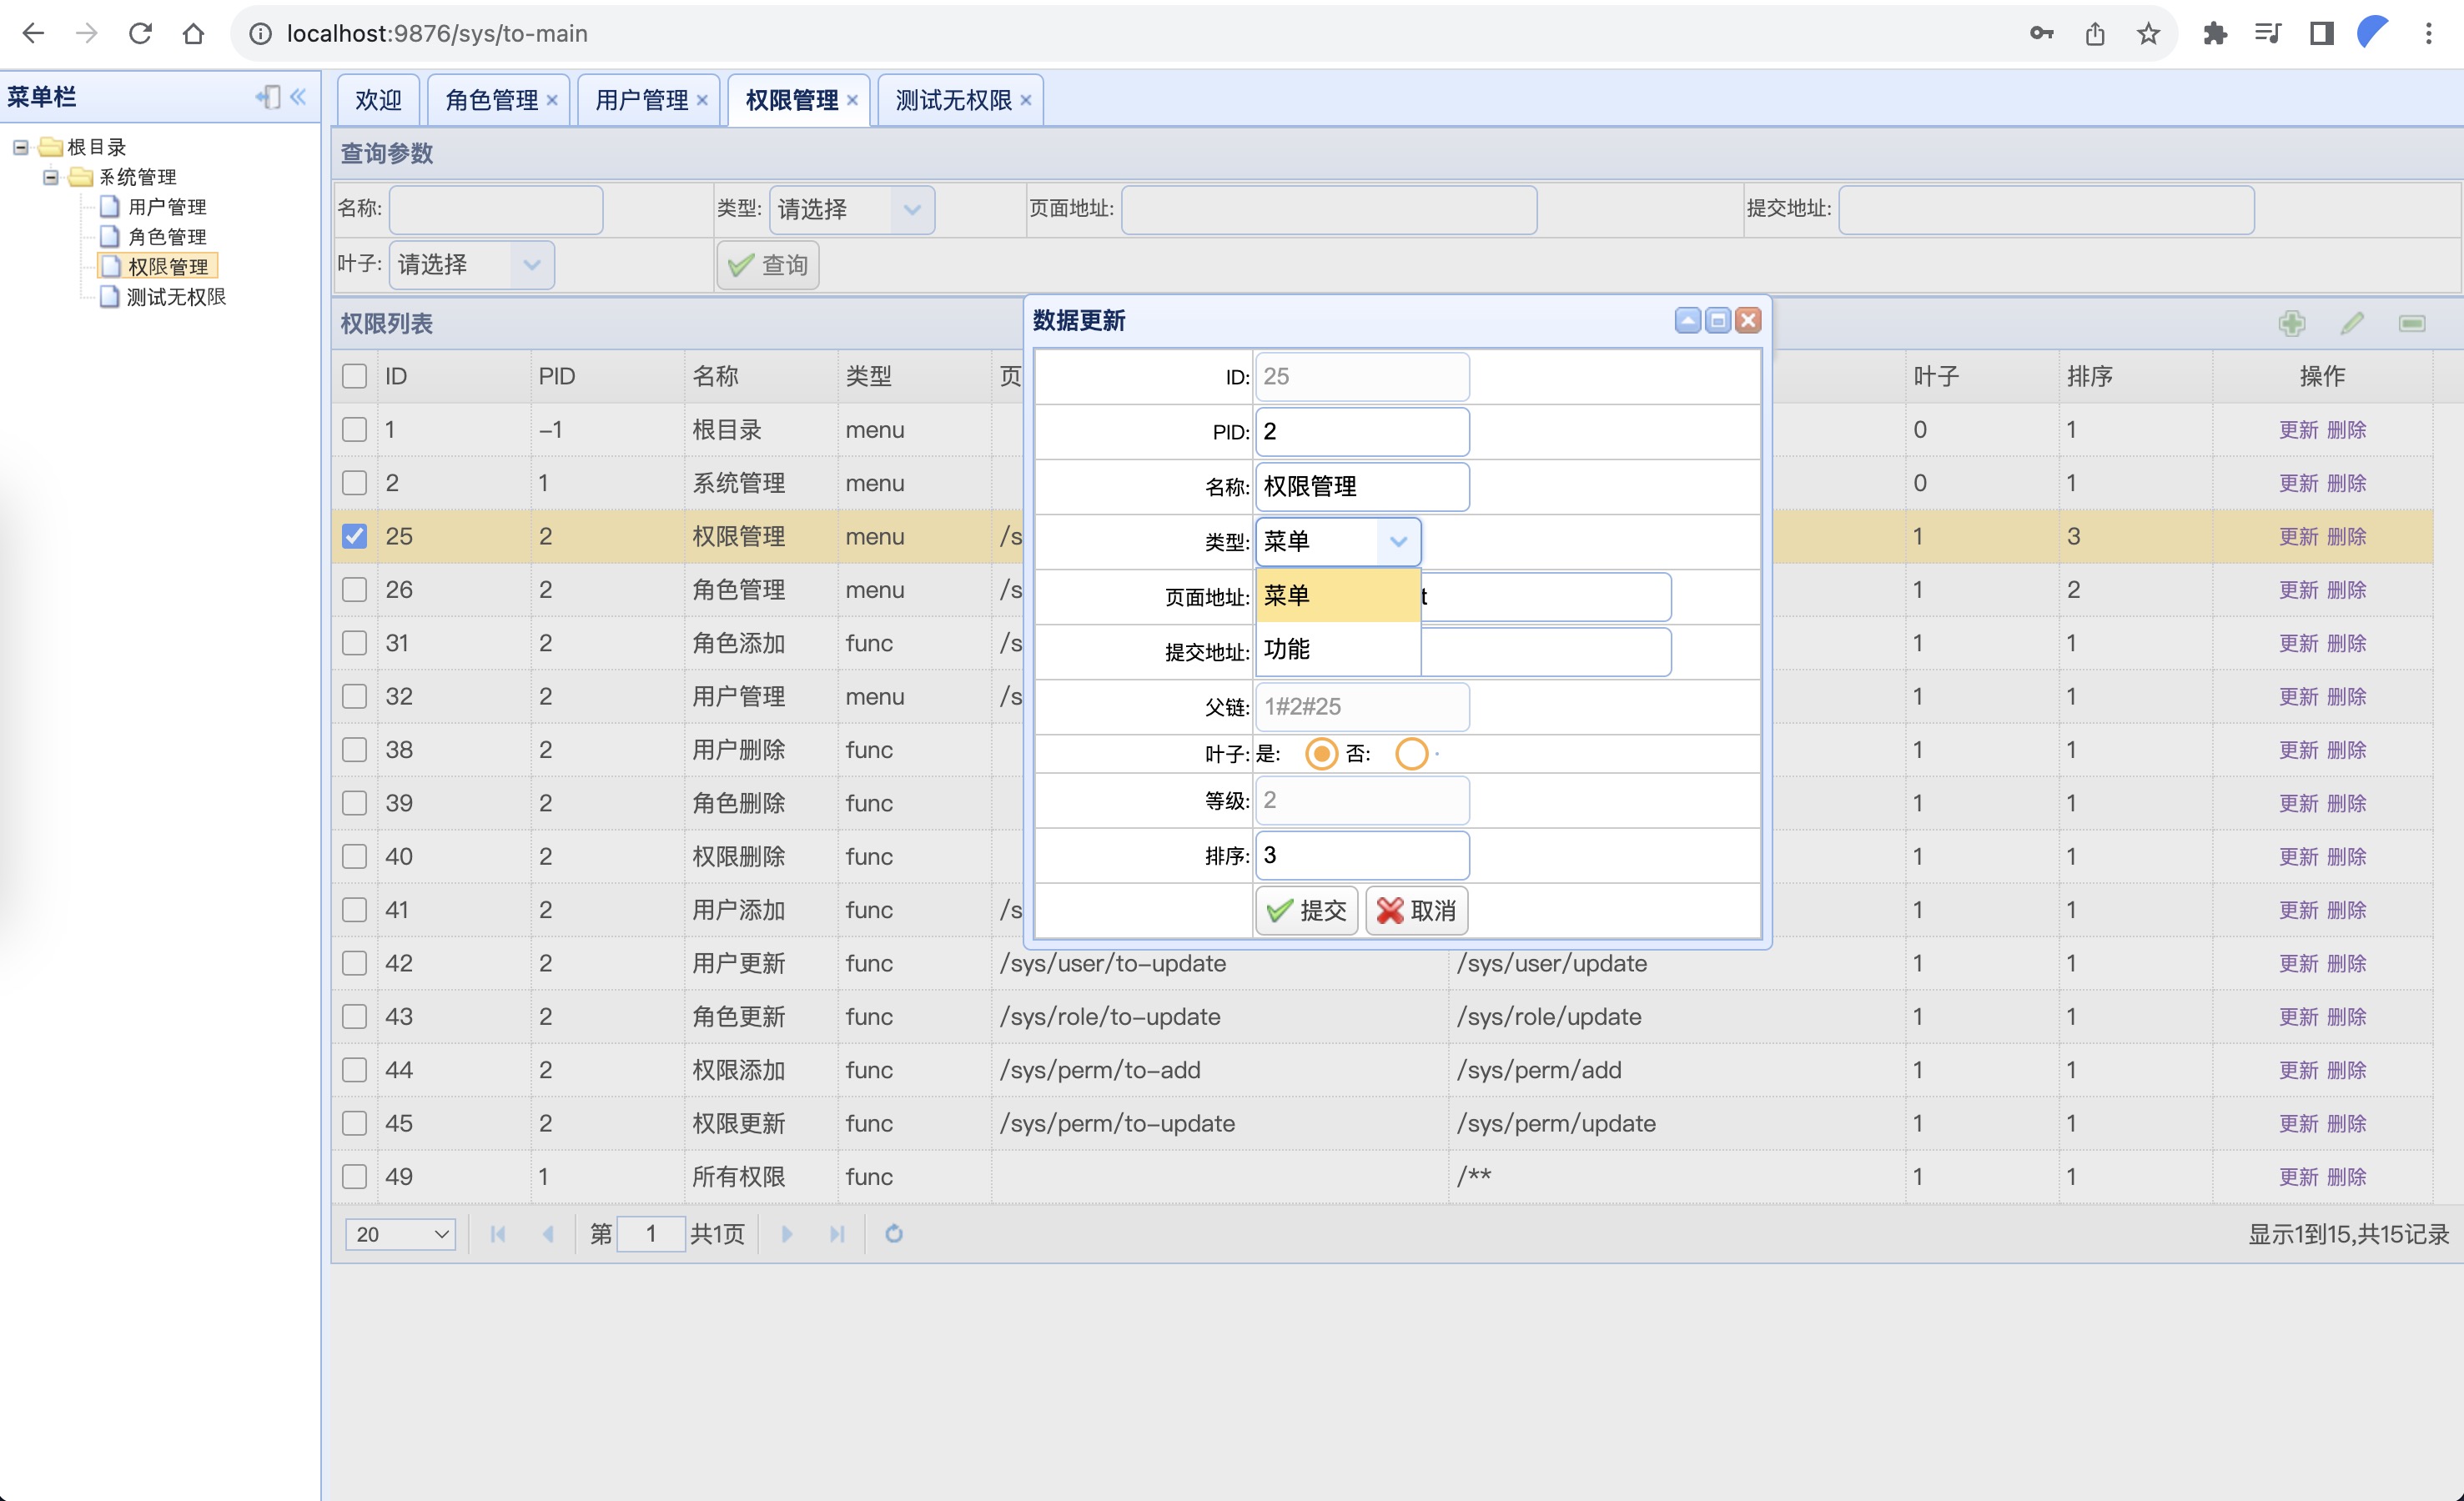 localhost:9876/sys/to-main
菜单栏
根目录
系统管理
用户管理
角色管理
权限管理
测试无权限
欢迎 角色管理 用户管理 权限管理 测试无权限
查询参数
名称: 类型: 请选择 页面地址: 提交地址:
叶子: 请选择 查询
权限列表
ID PID 名称 类型 页 叶子 排序 操作
1 -1 根目录 menu 0 1 更新 删除
2 1 系统管理 menu 0 1 更新 删除
25 2 权限管理 menu /s 1 3 更新 删除
26 2 角色管理 menu /s 1 2 更新 删除
31 2 角色添加 func /s 1 1 更新 删除
32 2 用户管理 menu /s 1 1 更新 删除
38 2 用户删除 func 1 1 更新 删除
39 2 角色删除 func 1 1 更新 删除
40 2 权限删除 func 1 1 更新 删除
41 2 用户添加 func /s 1 1 更新 删除
42 2 用户更新 func /sys/user/to-update /sys/user/update 1 1 更新 删除
43 2 角色更新 func /sys/role/to-update /sys/role/update 1 1 更新 删除
44 2 权限添加 func /sys/perm/to-add /sys/perm/add 1 1 更新 删除
45 2 权限更新 func /sys/perm/to-update /sys/perm/update 1 1 更新 删除
49 1 所有权限 func /** 1 1 更新 删除
20 第 1 共1页 显示1到15,共15记录
数据更新
ID: 25
PID: 2
名称: 权限管理
类型: 菜单
菜单
功能
页面地址: t
提交地址:
父链: 1#2#25
叶子: 是: 否:
等级: 2
排序: 3
提交 取消